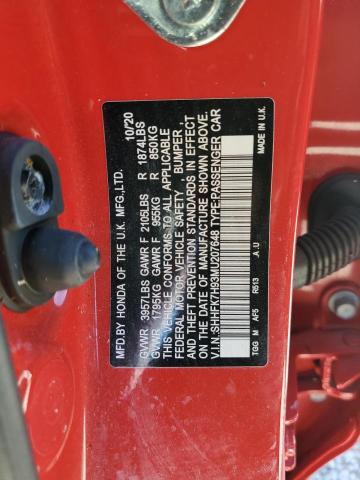 MFD.BY HONDA OF THE U.K. MFG.,LTD. 10/20
GVWR 3957LBS GAWR F 2105LBS R 1874LBS
GVWR 1795KG GAWR F 955KG R 850KG
THIS VEHICLE CONFORMS TO ALL APPLICABLE
FEDERAL MOTOR VEHICLE SAFETY, BUMPER,
AND THEFT PREVENTION STANDARDS IN EFFECT
ON THE DATE OF MANUFACTURE SHOWN ABOVE.
V.I.N.:SHHFK7H93MU207648 TYPE:PASSENGER CAR
TGG M AF5 R513 A.U MADE IN U.K.